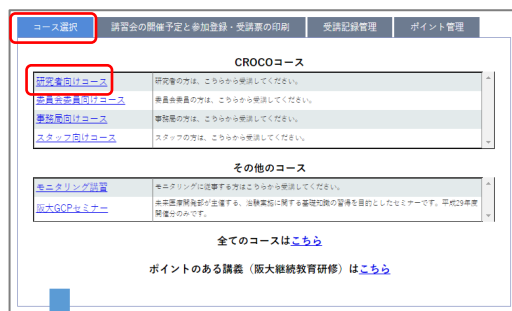 コース選択　講習会の開催予定と参加登録・受講票の印刷　受講記録管理　ポイント管理
CROCOコース
研究者向けコース　研究者の方は、こちらから受講してください。
委員会委員向けコース　委員会委員の方は、こちらから受講してください。
事務局向けコース　事務局の方は、こちらから受講してください。
スタッフ向けコース　スタッフの方は、こちらから受講してください。
その他のコース
モニタリング講習　モニタリングに従事する方はこちらから受講してください。
阪大GCPセミナー　未来医療開発部が主催する、治験実施に関する基礎知識の習得を目的としたセミナーです。平成29年度
開催分のみです。
全てのコースはこちら
ポイントのある講義（阪大継続教育研修）はこちら